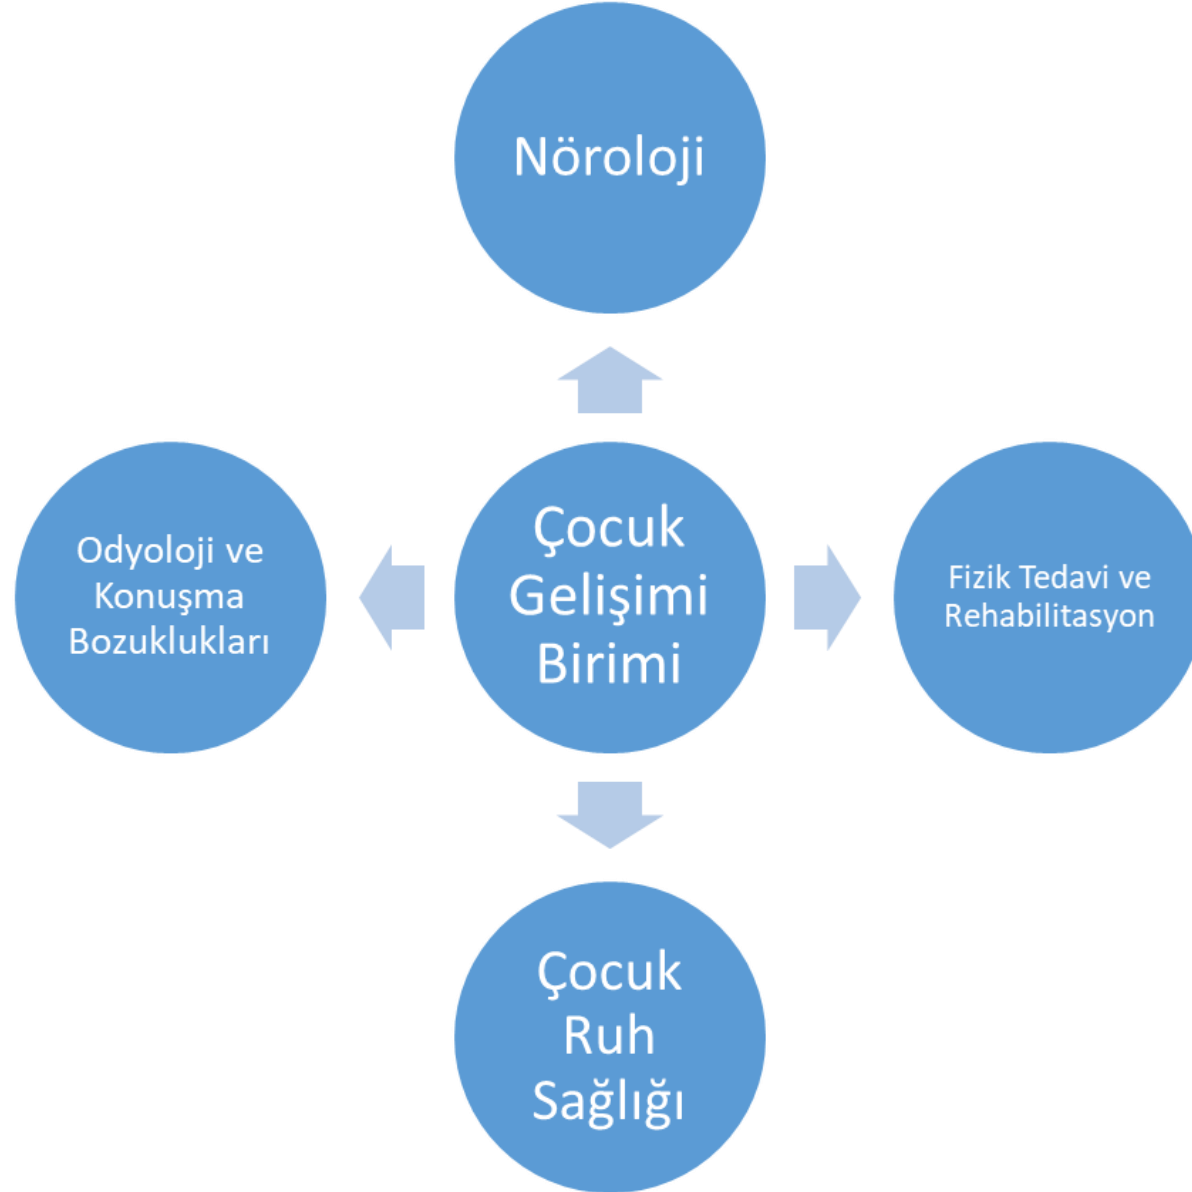 Nöroloji
Odyoloji ve
Konuşma
Bozuklukları
Çocuk
Gelişimi
Birimi
Fizik Tedavi ve
Rehabilitasyon
Çocuk
Ruh
Sağlığı